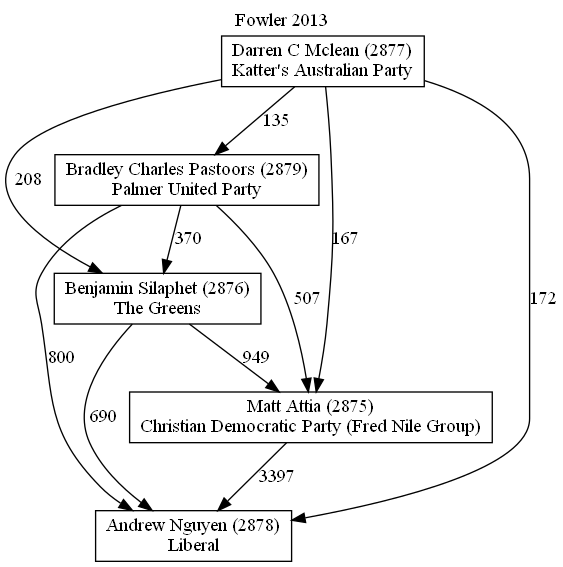 Fowler 2013
Darren C Mclean (2877)
Katter's Australian Party
135
Bradley Charles Pastoors (2879)
Palmer United Party
208
370
167
Benjamin Silaphet (2876)
The Greens
507
172
800
949
690
Matt Attia (2875)
Christian Democratic Party (Fred Nile Group)
3397
Andrew Nguyen (2878)
Liberal